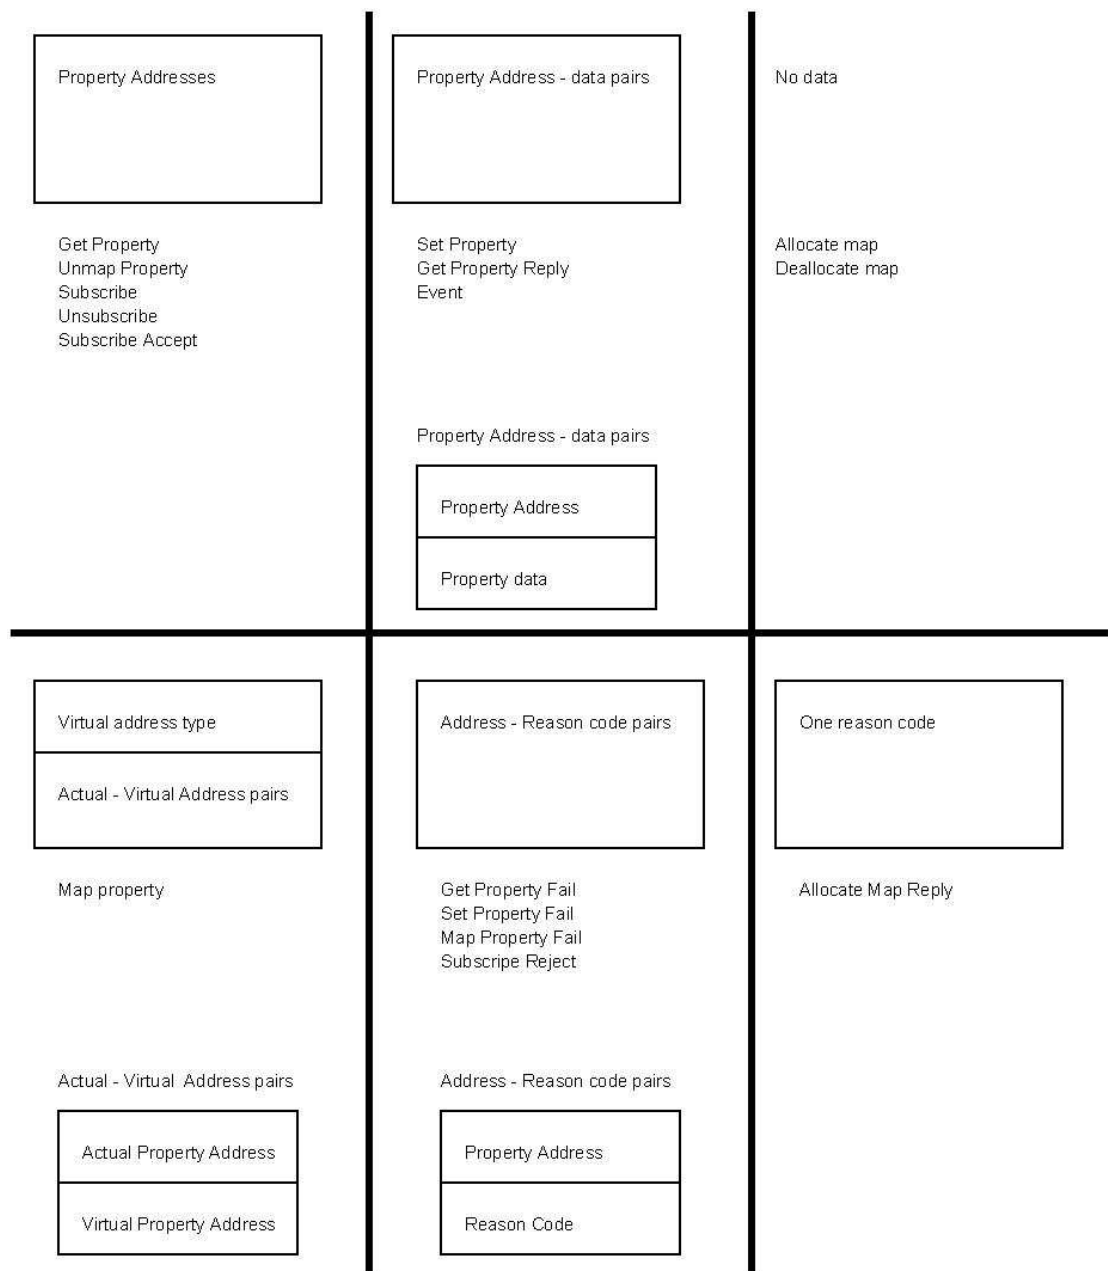 Property Addresses
Get Property
Unmap Property
Subscribe
Unsubscribe
Subscribe Accept
Property Address - data pairs
Set Property
Get Property Reply
Event
Property Address - data pairs
Property Address
Property data
No data
Allocate map
Deallocate map
Virtual address type
Actual - Virtual Address pairs
Map property
Actual - Virtual  Address pairs
Actual Property Address
Virtual Property Address
Address - Reason code pairs
Get Property Fail
Set Property Fail
Map Property Fail
Subscripe Reject
Address - Reason code pairs
Property Address
Reason Code
One reason code
Allocate Map Reply